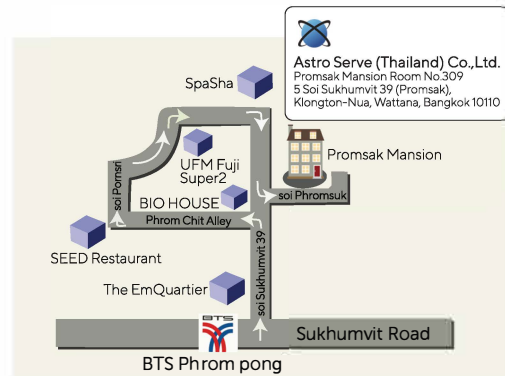 Astro Serve (Thailand) Co.,Ltd.
Promsak Mansion Room No.309
5 Soi Sukhumvit 39 (Promsak),
Klongton-Nua, Wattana, Bangkok 10110
SpaSha
Promsak Mansion
UFM Fuji
Super2
soi Pornsri
BIO HOUSE
soi Phromsuk
Phrom Chit Alley
SEED Restaurant
soi Sukhumvit 39
The EmQuartier
BTS
Sukhumvit Road
BTS Phrom pong